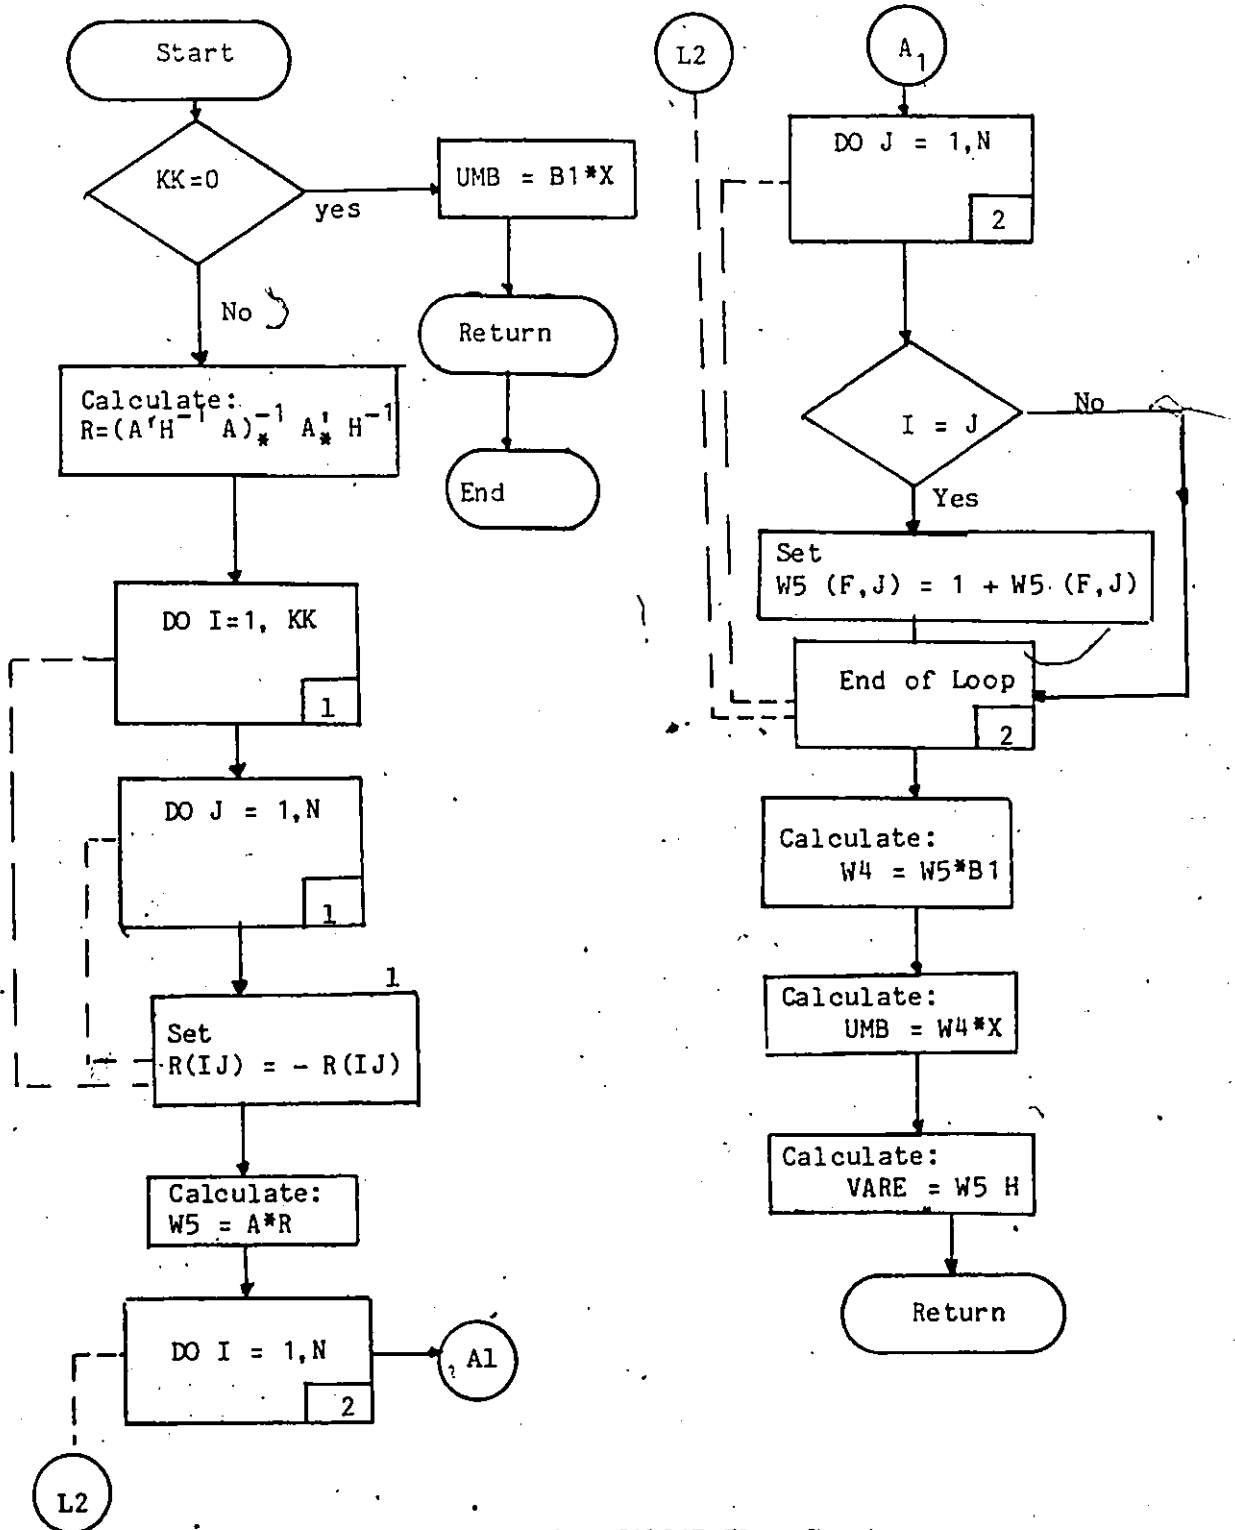 Start
KK=0
yes
UMB = B1*X
No
Return
Calculate:
R=(A'H⁻¹ A)*⁻¹ A*' H⁻¹
End
DO I=1, KK
1
DO J = 1,N
1
1
Set
R(IJ) = - R(IJ)
Calculate:
W5 = A*R
DO I = 1,N
2
A1
L2
L2
A₁
DO J = 1,N
2
I = J
No
Yes
Set
W5 (F,J) = 1 + W5 (F,J)
End of Loop
2
Calculate:
W4 = W5*B1
Calculate:
UMB = W4*X
Calculate:
VARE = W5 H
Return